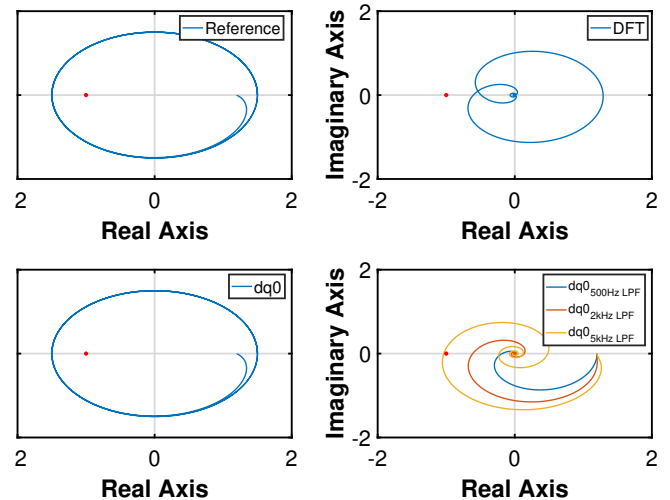 Reference
2 0 2
Real Axis
Imaginary Axis
2
0
-2
DFT
-2 0 2
Real Axis
dq0
2 0 2
Real Axis
Imaginary Axis
2
0
-2
dq0500Hz LPF
dq02kHz LPF
dq05kHz LPF
-2 0 2
Real Axis